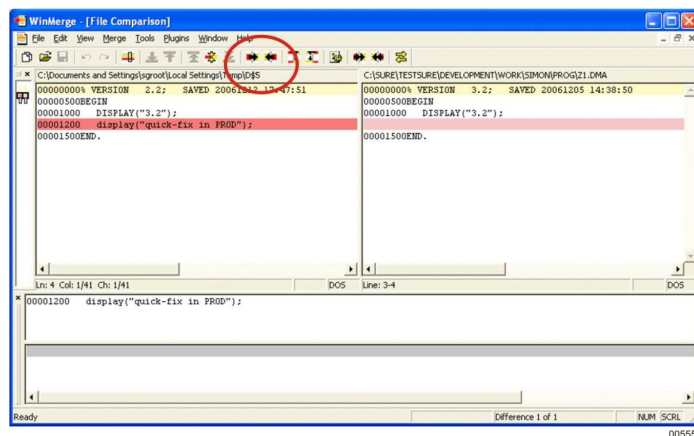 WinMerge - [File Comparison]
File Edit View Merge Tools Plugins Window Help
C:\Documents and Settings\sgroot\Local Settings\Temp\D$5
C:\SURE\TESTSURE\DEVELOPMENT\WORK\SIMON\PROG\Z1.DMA
00000000% VERSION 2.2; SAVED 20061212 17:47:51
00000500BEGIN
00001000 DISPLAY("3.2");
00001200 display("quick-fix in PROD");
00001500END.
00000000% VERSION 3.2; SAVED 20061205 14:38:50
00000500BEGIN
00001000 DISPLAY("3.2");
00001500END.
Ln: 4 Col: 1/41 Ch: 1/41
DOS
Line: 3-4
DOS
00001200 display("quick-fix in PROD");
Ready
Difference 1 of 1
NUM
SCRL
00555